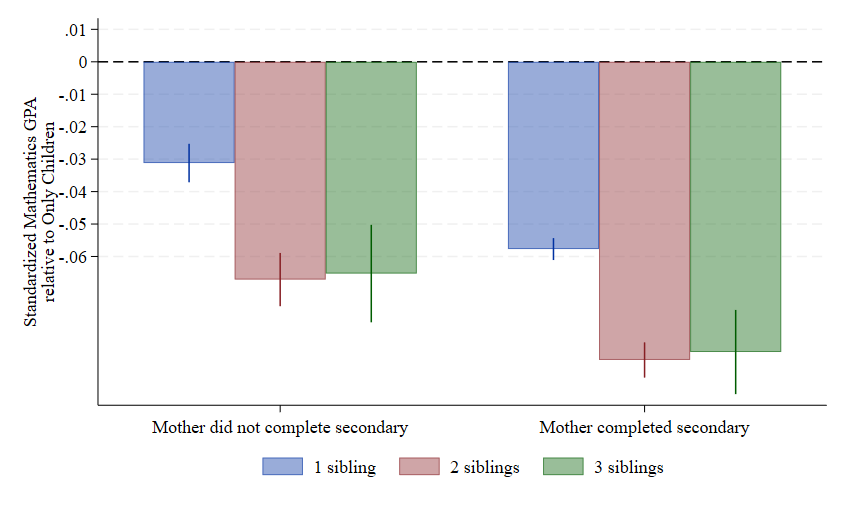 .01
0
-.01
-.02
-.03
-.04
-.05
-.06
Standardized Mathematics GPA
relative to Only Children
Mother did not complete secondary
Mother completed secondary
1 sibling
2 siblings
3 siblings